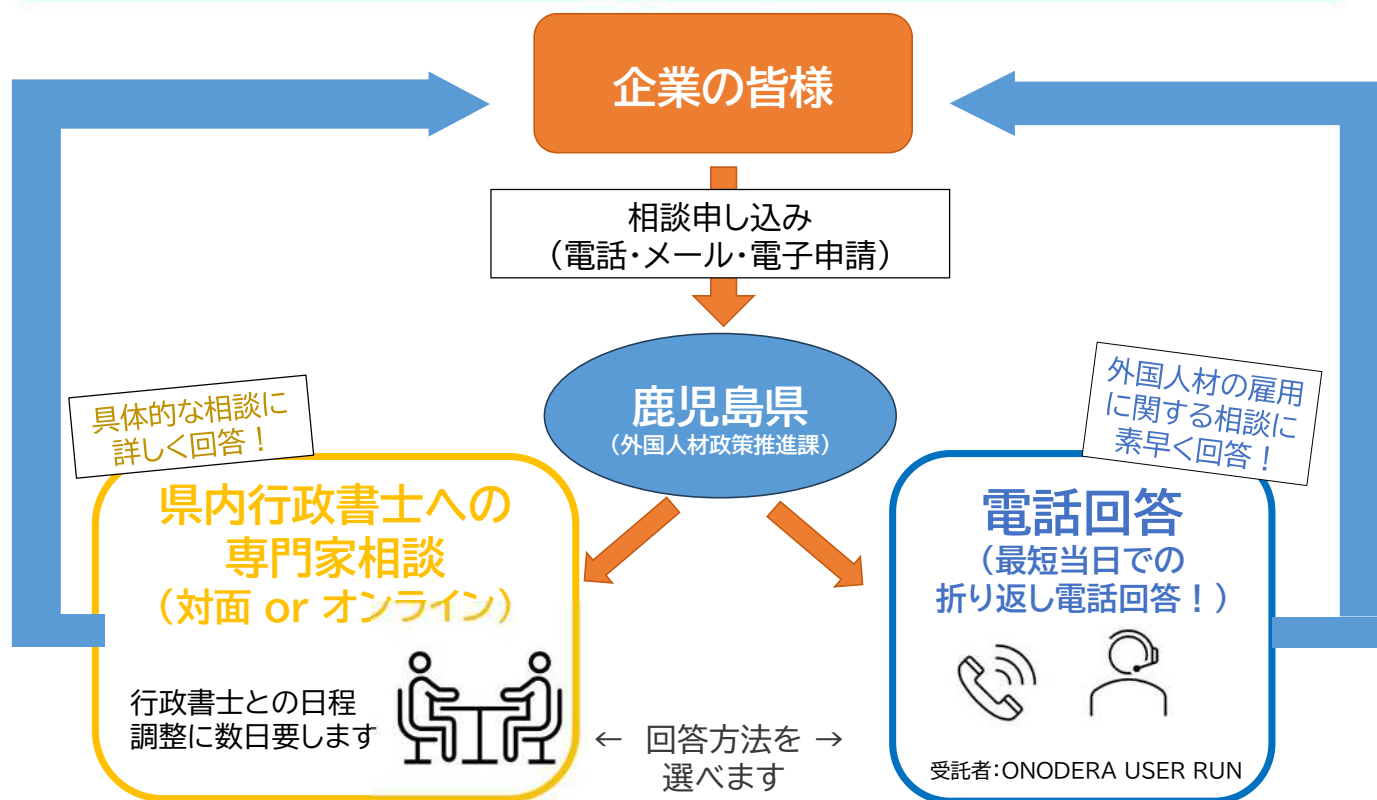 企業の皆様
相談申し込み
（電話・メール・電子申請）
鹿児島県
（外国人材政策推進課）
具体的な相談に
詳しく回答！
県内行政書士への
専門家相談
（対面 or オンライン）
行政書士との日程
調整に数日要します
外国人材の雇用
に関する相談に
素早く回答！
電話回答
（最短当日での
折り返し電話回答！）
受託者：ONODERA USER RUN
← 回答方法を →
選べます